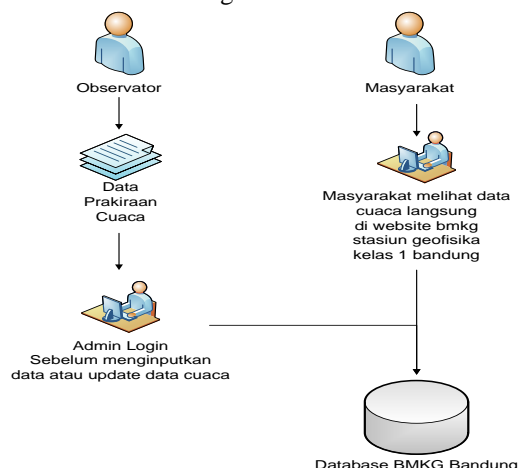 Observator
Masyarakat
Data
Prakiraan
Cuaca
Masyarakat melihat data
cuaca langsung
di website bmkg
stasiun geofisika
kelas 1 bandung
Admin Login
Sebelum menginputkan
data atau update data cuaca
Database BMKG Bandung